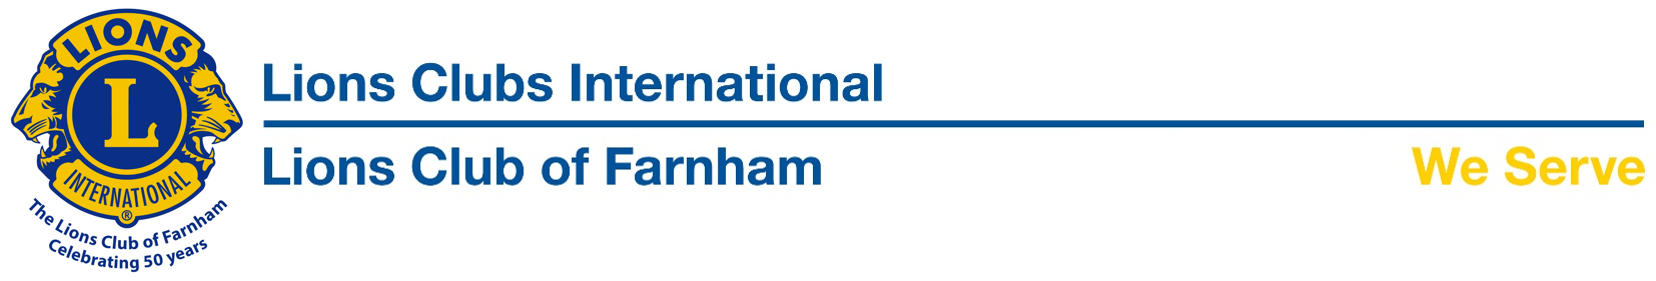 LIONS
L
INTERNATIONAL
®
The Lions Club of Farnham
Celebrating 50 years
Lions Clubs International
Lions Club of Farnham
We Serve